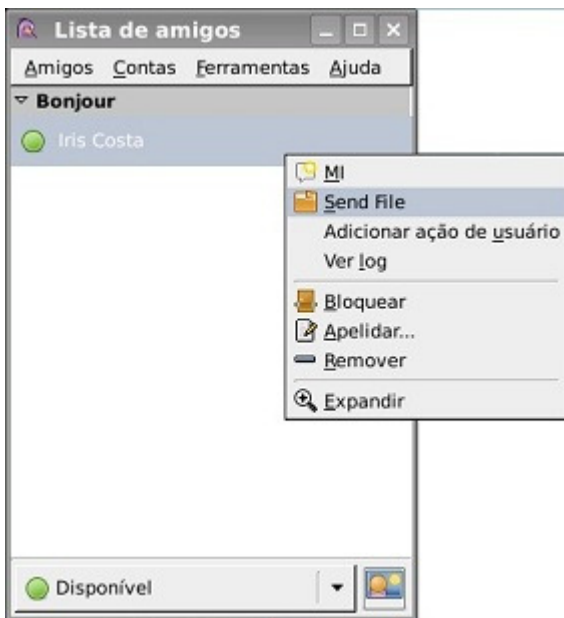 Lista de amigos
Amigos Contas Ferramentas Ajuda
Bonjour
Iris Costa
MI
Send File
Adicionar ação de usuário
Ver log
Bloquear
Apelidar...
Remover
Expandir
Disponível